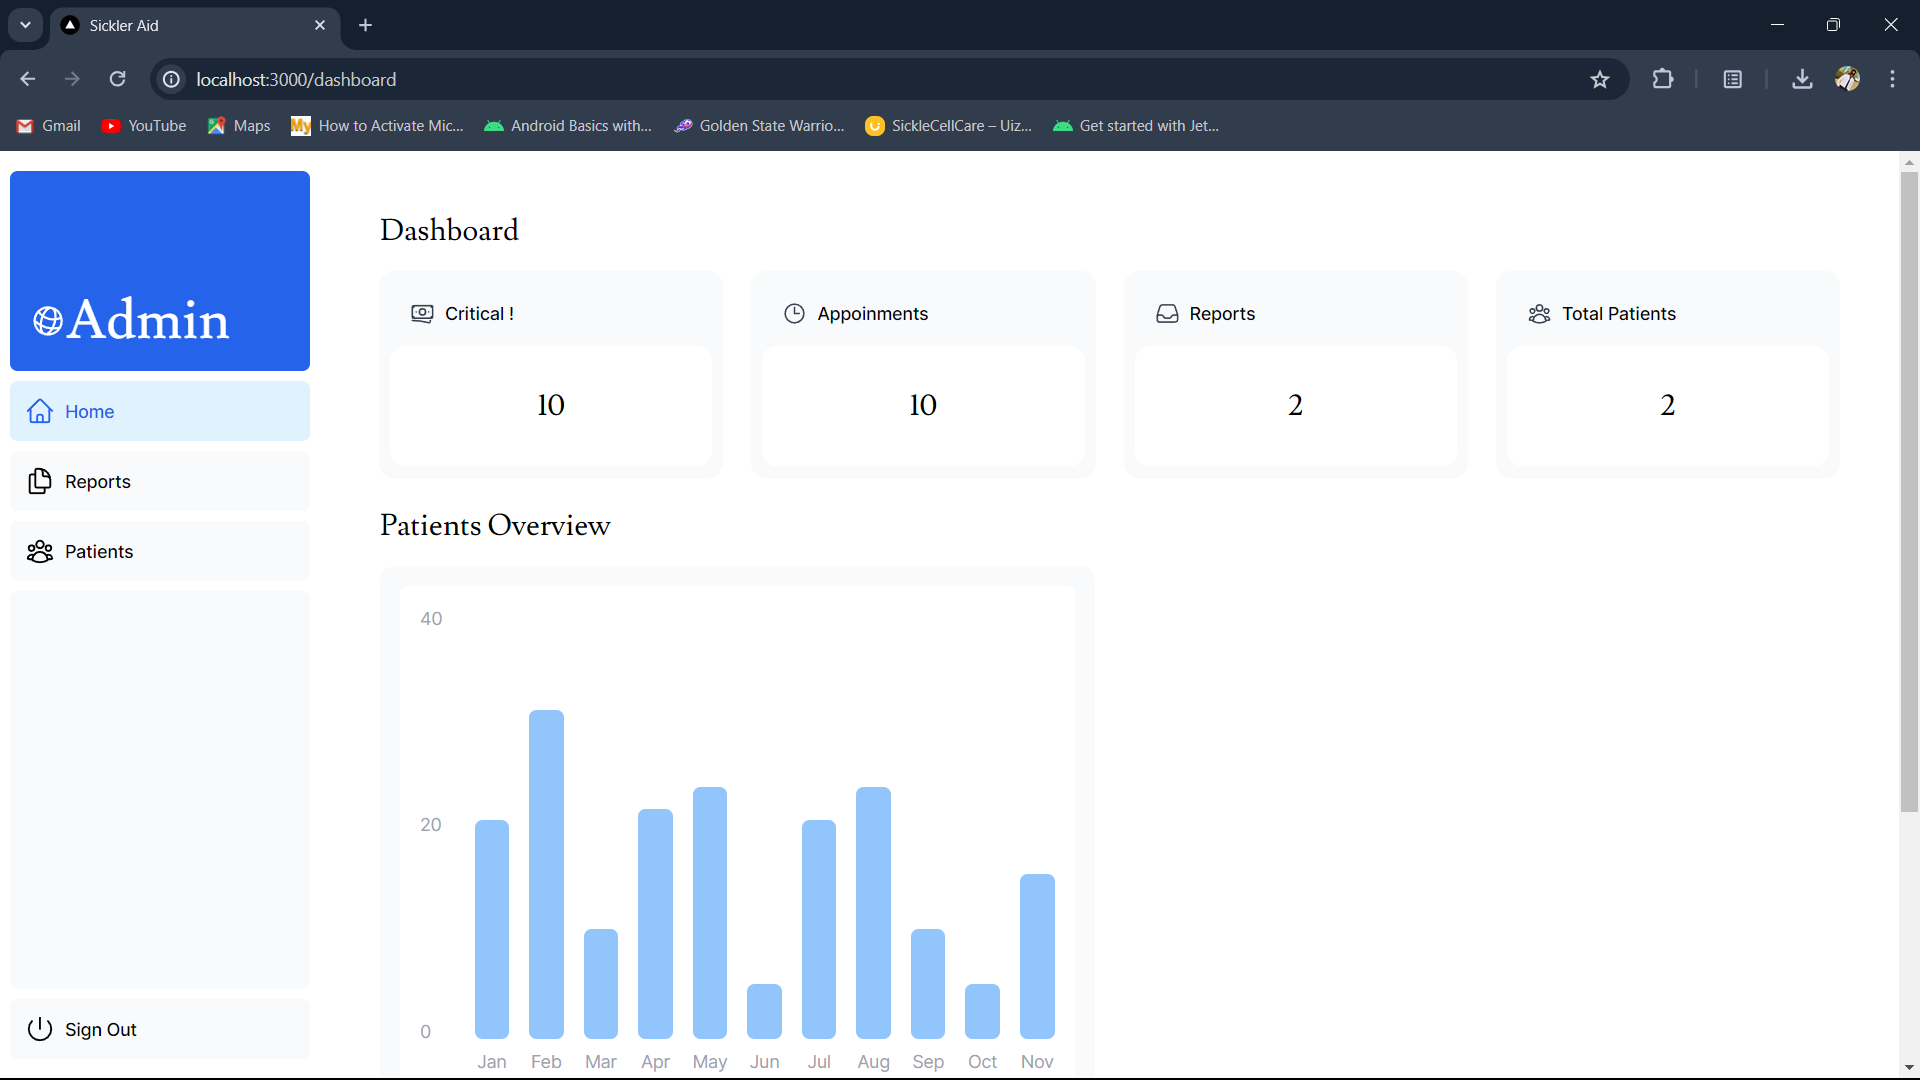 Sickler Aid
localhost:3000/dashboard
Gmail
YouTube
Maps
My
How to Activate Mic...
Android Basics with...
Golden State Warrio...
SickleCellCare – Uiz...
Get started with Jet...
Admin
Home
Reports
Patients
Sign Out
Dashboard
Critical !
10
Appoinments
10
Reports
2
Total Patients
2
Patients Overview
40
20
0
Jan Feb Mar Apr May Jun Jul Aug Sep Oct Nov